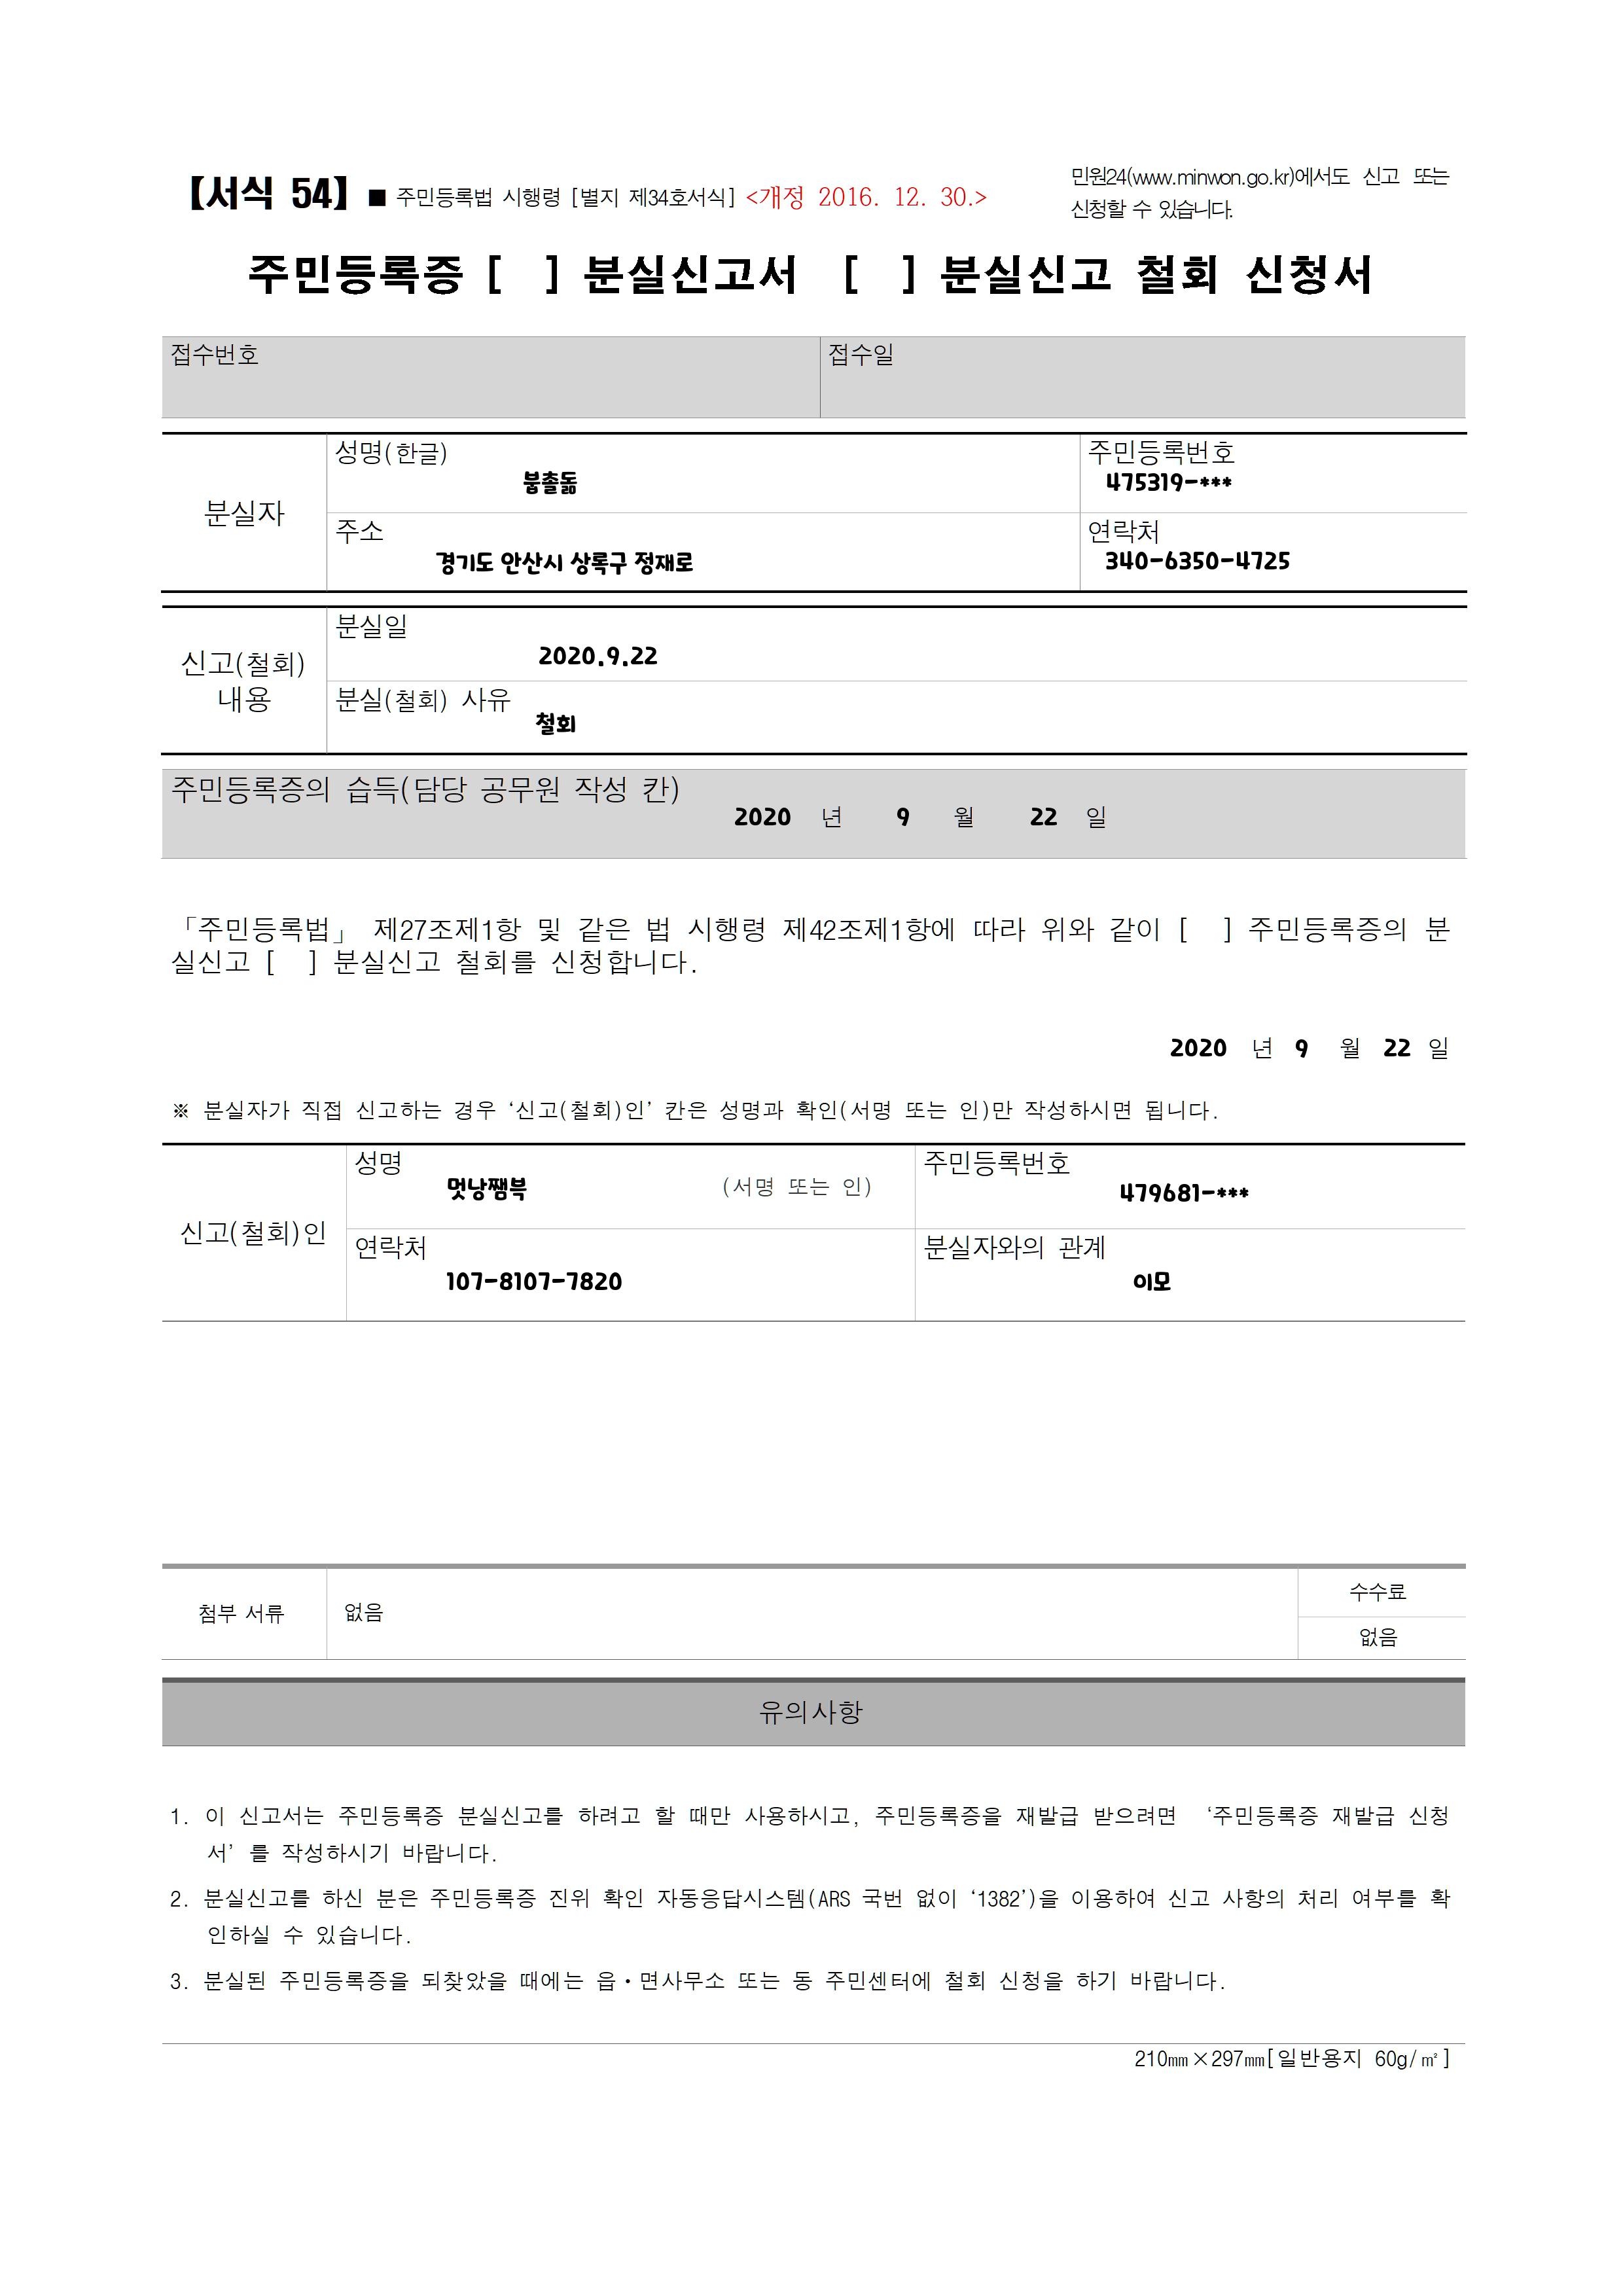 【서식 54】 ■ 주민등록법 시행령 [별지 제34호서식] <개정 2016. 12. 30.>
민원24(www.minwon.go.kr)에서도 신고 또는
신청할 수 있습니다.
주민등록증 [ ] 분실신고서 [ ] 분실신고 철회 신청서
접수번호 접수일
분실자
성명(한글) 주민등록번호
붑촐돎 475319-***
주소 연락처
경기도 안산시 상록구 정재로 340-6350-4725
신고(철회)
내용
분실일
2020.9.22
분실(철회) 사유
철회
주민등록증의 습득(담당 공무원 작성 칸)
2020 년 9 월 22 일
「주민등록법」 제27조제1항 및 같은 법 시행령 제42조제1항에 따라 위와 같이 [ ] 주민등록증의 분
실신고 [ ] 분실신고 철회를 신청합니다.
2020 년 9 월 22 일
※ 분실자가 직접 신고하는 경우 ‘신고(철회)인’ 칸은 성명과 확인(서명 또는 인)만 작성하시면 됩니다.
신고(철회)인
성명 주민등록번호
멋낭쨈북 (서명 또는 인) 479681-***
연락처 분실자와의 관계
107-8107-7820 이모
첨부 서류 없음 수수료
없음
유의사항
1. 이 신고서는 주민등록증 분실신고를 하려고 할 때만 사용하시고, 주민등록증을 재발급 받으려면 ‘주민등록증 재발급 신청
서’를 작성하시기 바랍니다.
2. 분실신고를 하신 분은 주민등록증 진위 확인 자동응답시스템(ARS 국번 없이 ‘1382’)을 이용하여 신고 사항의 처리 여부를 확
인하실 수 있습니다.
3. 분실된 주민등록증을 되찾았을 때에는 읍·면사무소 또는 동 주민센터에 철회 신청을 하기 바랍니다.
210㎜×297㎜[일반용지 60g/㎡]